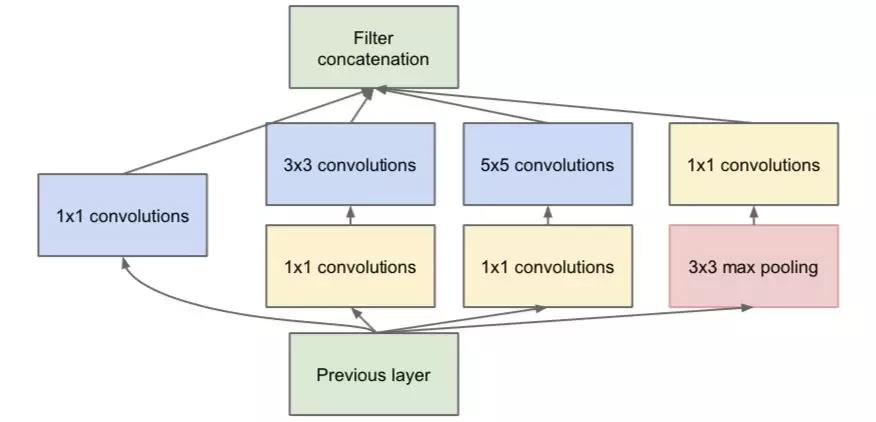 Filter
concatenation
3x3 convolutions
5x5 convolutions
1x1 convolutions
1x1 convolutions
1x1 convolutions
1x1 convolutions
3x3 max pooling
Previous layer